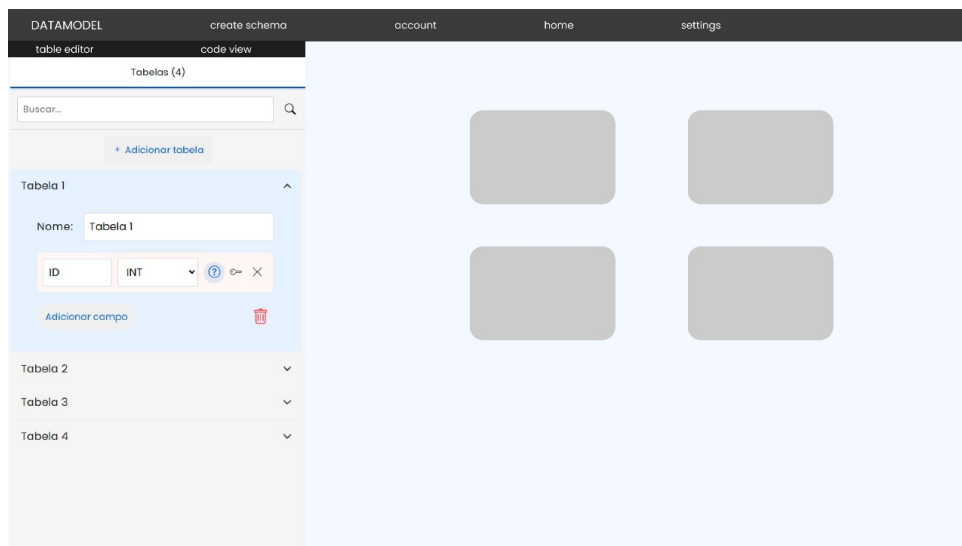 DATAMODEL create schema account home settings
table editor code view
Tabelas (4)
Buscar...
+ Adicionar tabela
Tabela 1
Nome: Tabela 1
ID INT ?
Adicionar campo
Tabela 2
Tabela 3
Tabela 4